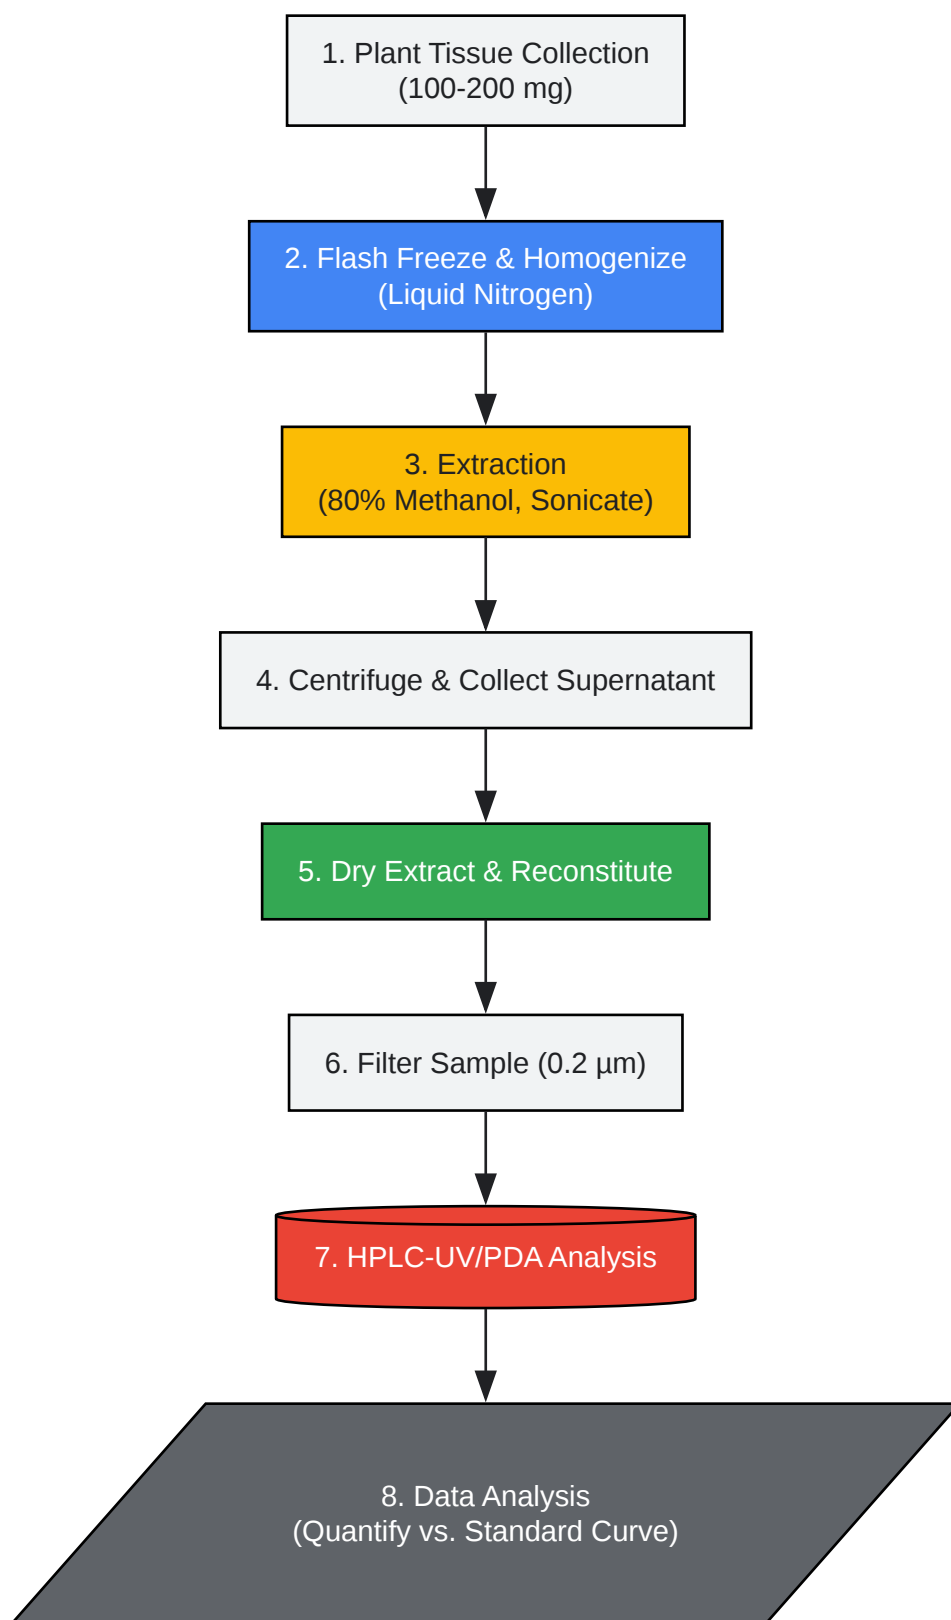 1. Plant Tissue Collection
(100-200 mg)
2. Flash Freeze & Homogenize
(Liquid Nitrogen)
3. Extraction
(80% Methanol, Sonicate)
4. Centrifuge & Collect Supernatant
5. Dry Extract & Reconstitute
6. Filter Sample (0.2 µm)
7. HPLC-UV/PDA Analysis
8. Data Analysis
(Quantify vs. Standard Curve)